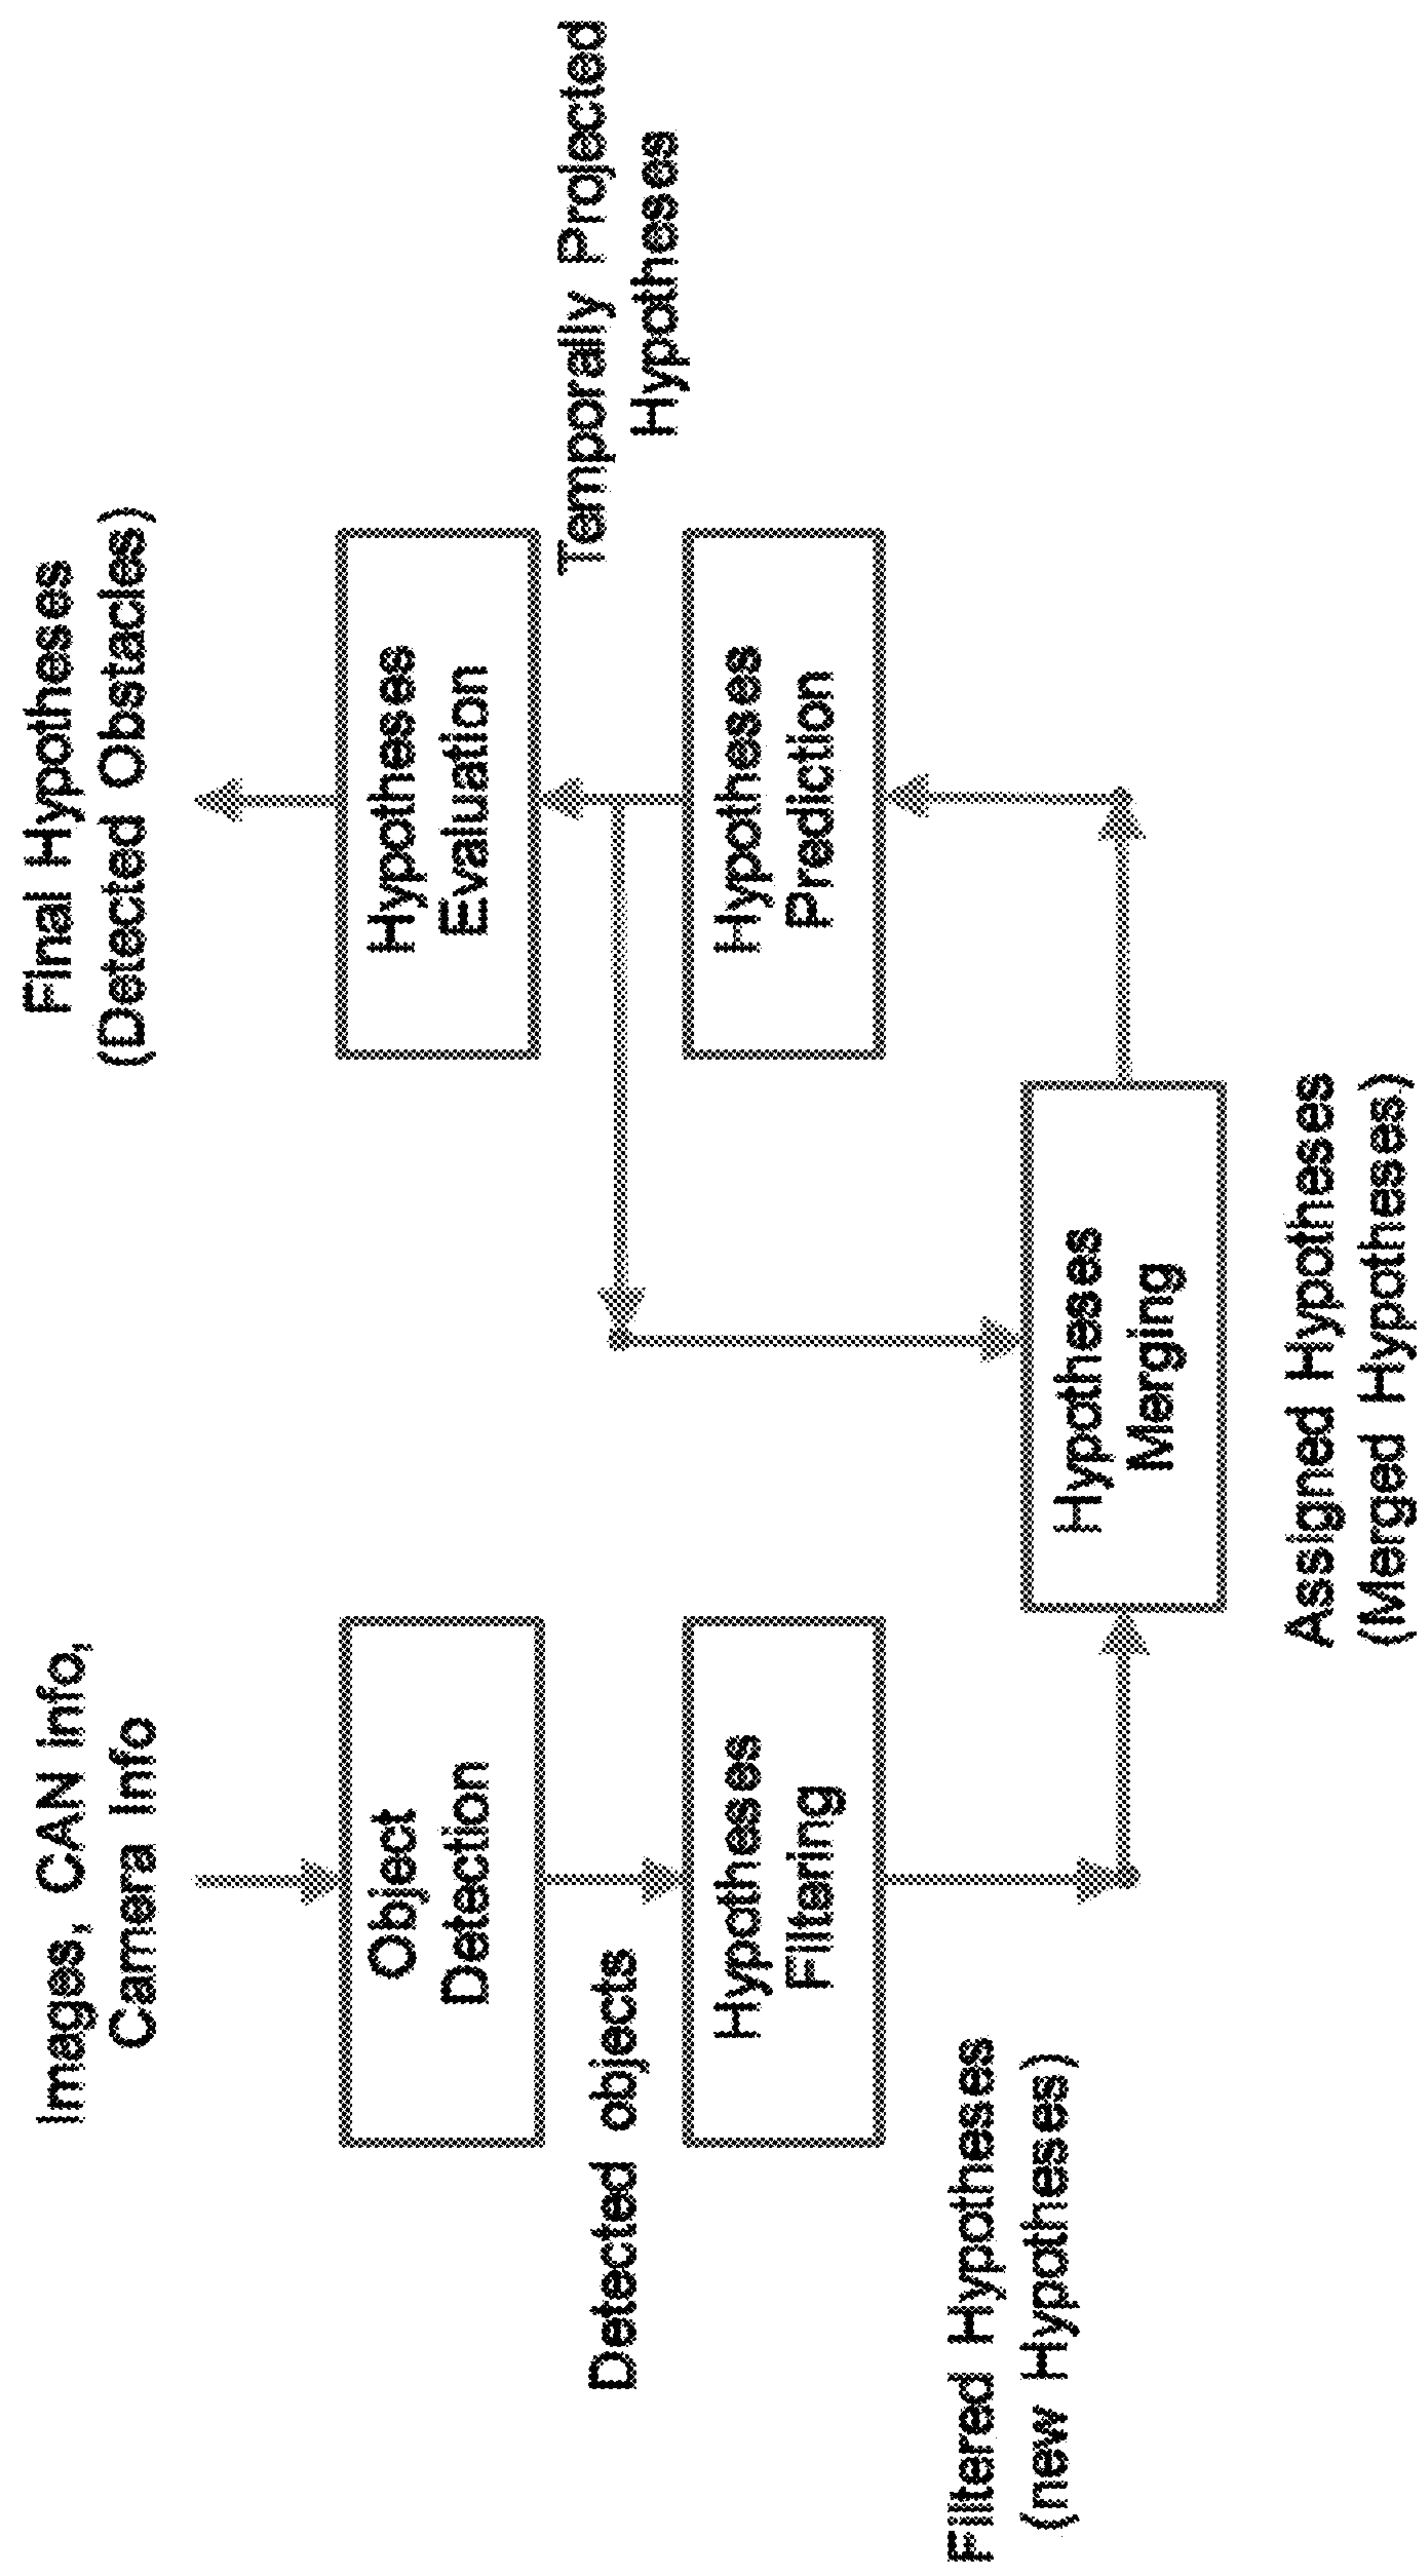 Images, CAN Info,
Camera Info
Object
Detection
Detected objects
Hypotheses
Filtering
Filtered Hypotheses
(new Hypotheses)
Hypotheses
Merging
Assigned Hypotheses
(Merged Hypotheses)
Hypotheses
Prediction
Temporally Projected
Hypotheses
Hypotheses
Evaluation
Final Hypotheses
(Detected Obstacles)